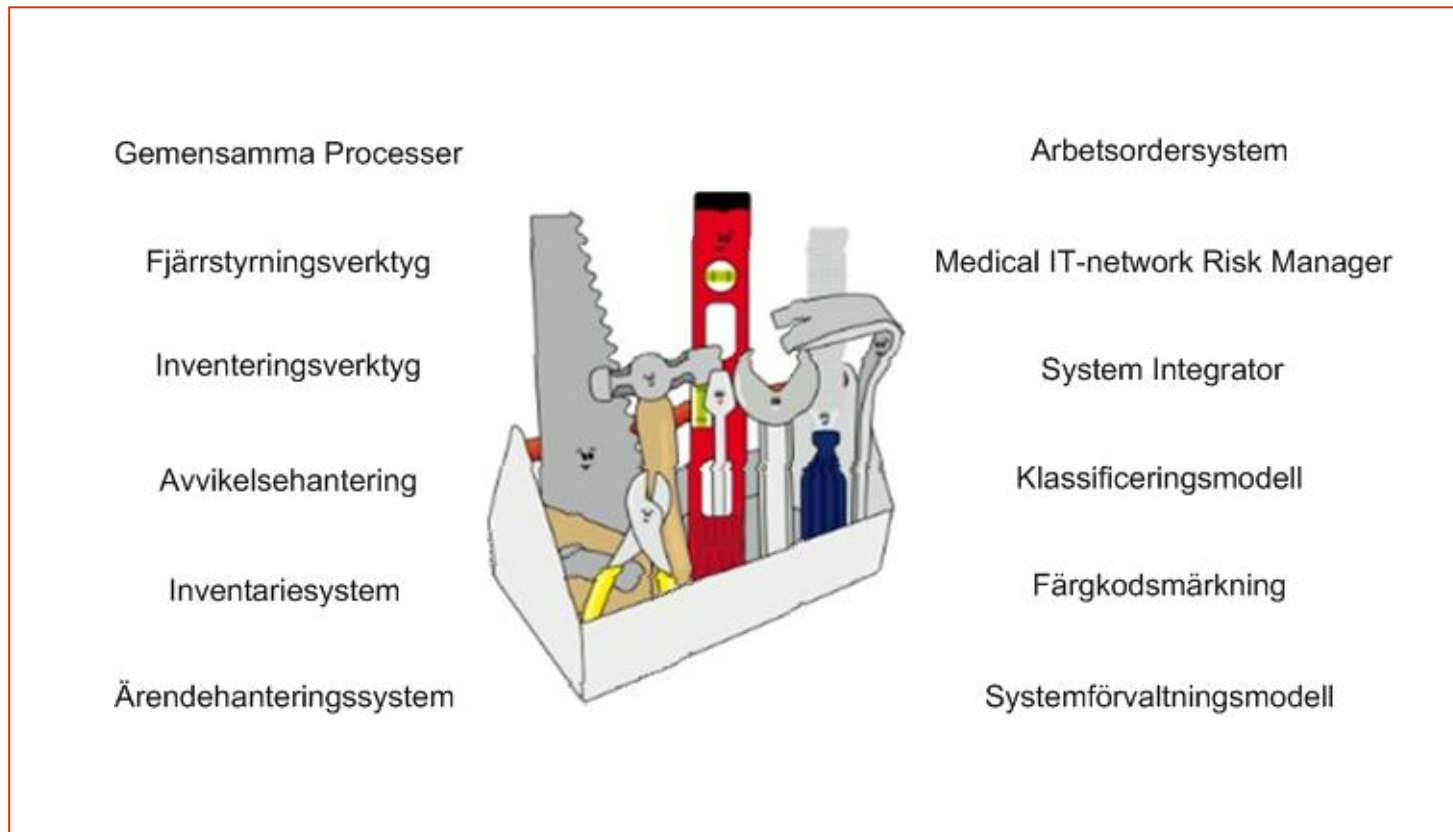 Gemensamma Processer
Fjärrstyrningsverktyg
Inventeringsverktyg
Avvikelsehantering
Inventariesystem
Ärendehanteringssystem
Arbetsordersystem
Medical IT-network Risk Manager
System Integrator
Klassificeringsmodell
Färgkodsmärkning
Systemförvaltningsmodell